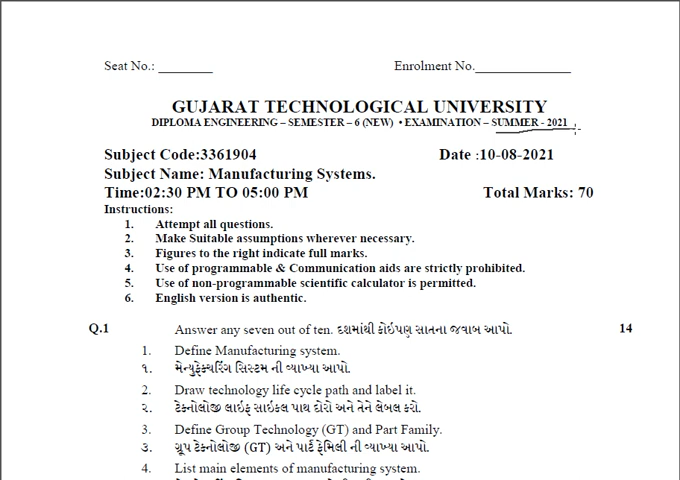 Seat No.: ________ Enrolment No.______________
GUJARAT TECHNOLOGICAL UNIVERSITY
DIPLOMA ENGINEERING – SEMESTER – 6 (NEW) • EXAMINATION – SUMMER - 2021
Subject Code:3361904 Date :10-08-2021
Subject Name: Manufacturing Systems.
Time:02:30 PM TO 05:00 PM Total Marks: 70
Instructions:
1. Attempt all questions.
2. Make Suitable assumptions wherever necessary.
3. Figures to the right indicate full marks.
4. Use of programmable & Communication aids are strictly prohibited.
5. Use of non-programmable scientific calculator is permitted.
6. English version is authentic.
Q.1 Answer any seven out of ten. દશમાંથી કોઇપણ સાતના જવાબ આપો. 14
1. Define Manufacturing system.
૧. મેન્યુફેક્ચરિંગ સિસ્ટમ ની વ્યાખ્યા આપો.
2. Draw technology life cycle path and label it.
૨. ટેક્નોલોજી લાઇફ સાઇકલ પાથ દોરો અને તેને લેબલ કરો.
3. Define Group Technology (GT) and Part Family.
૩. ગ્રૂપ ટેક્નોલોજી (GT) અને પાર્ટ ફેમિલી ની વ્યાખ્યા આપો.
4. List main elements of manufacturing system.